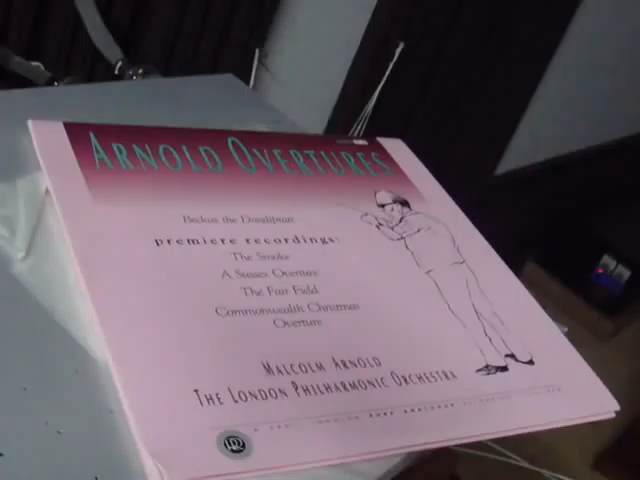 ARNOLD OVERTURES
Beckus the Dandipratt
premiere recordings:
The Smoke
A Sussex Overture
The Fair Field
Commonwealth Christmas
Overture
MALCOLM ARNOLD
THE LONDON PHILHARMONIC ORCHESTRA